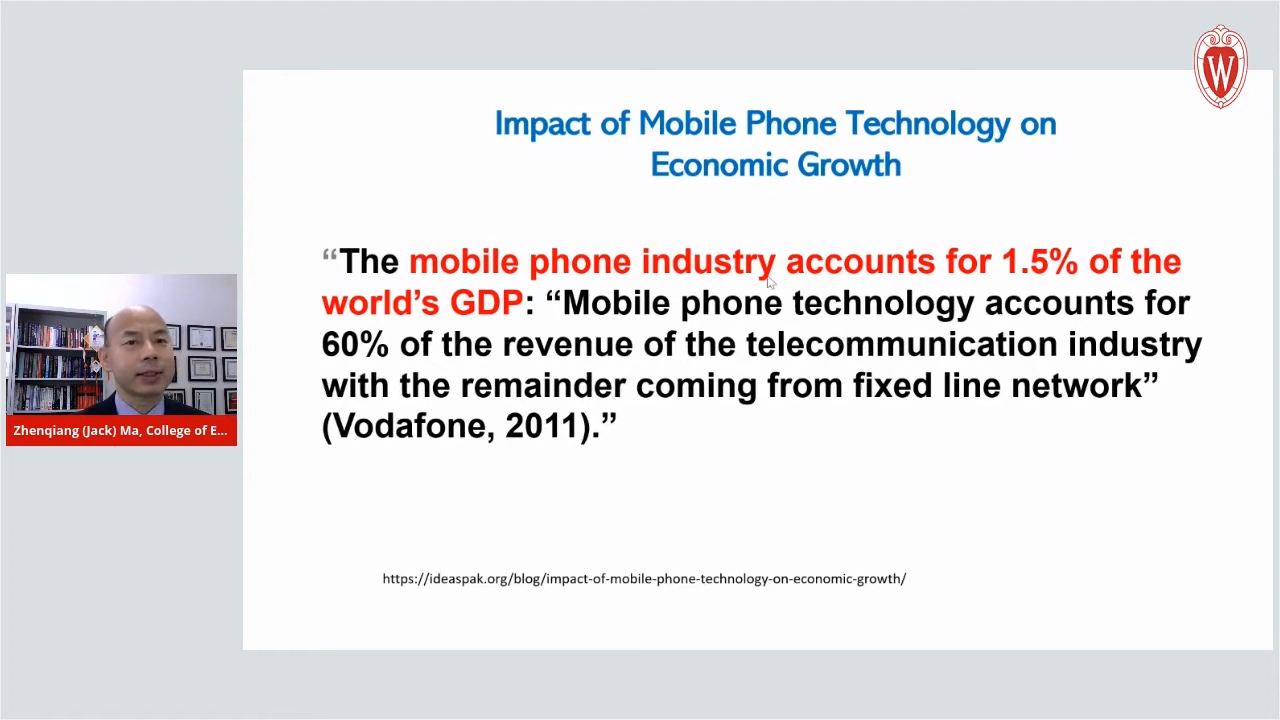 W
Impact of Mobile Phone Technology on
Economic Growth
“The mobile phone industry accounts for 1.5% of the
world’s GDP: “Mobile phone technology accounts for
60% of the revenue of the telecommunication industry
with the remainder coming from fixed line network”
(Vodafone, 2011).”
Zhenqiang (Jack) Ma, College of E...
https://ideaspak.org/blog/impact-of-mobile-phone-technology-on-economic-growth/